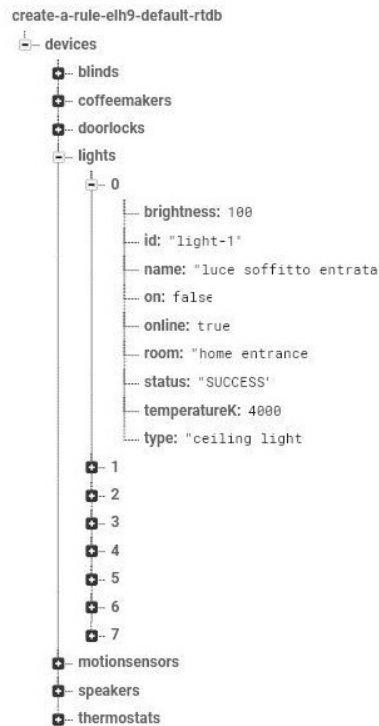 create-a-rule-elh9-default-rtdb
devices
blinds
coffeemakers
doorlocks
lights
0
brightness: 100
id: "light-1"
name: "luce soffitto entrata
on: false
online: true
room: "home entrance
status: "SUCCESS'
temperatureK: 4000
type: "ceiling light
1
2
3
4
5
6
7
motionsensors
speakers
thermostats